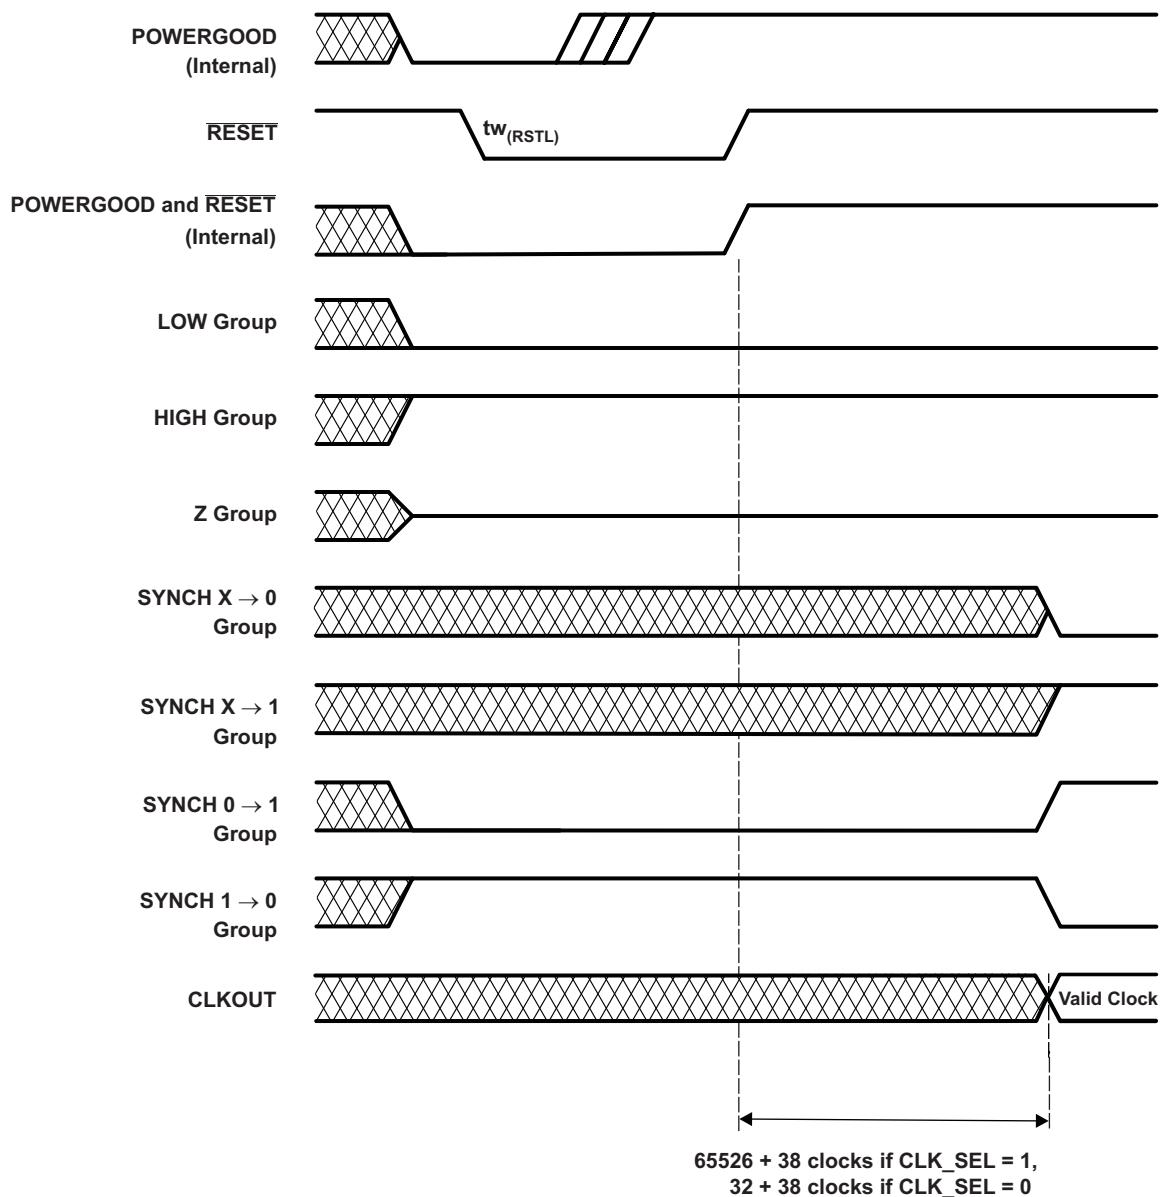 POWERGOOD
(Internal)
RESET
tw(RSTL)
POWERGOOD and RESET
(Internal)
LOW Group
HIGH Group
Z Group
SYNCH X → 0
Group
SYNCH X → 1
Group
SYNCH 0 → 1
Group
SYNCH 1 → 0
Group
CLKOUT
Valid Clock
65526 + 38 clocks if CLK_SEL = 1,
32 + 38 clocks if CLK_SEL = 0